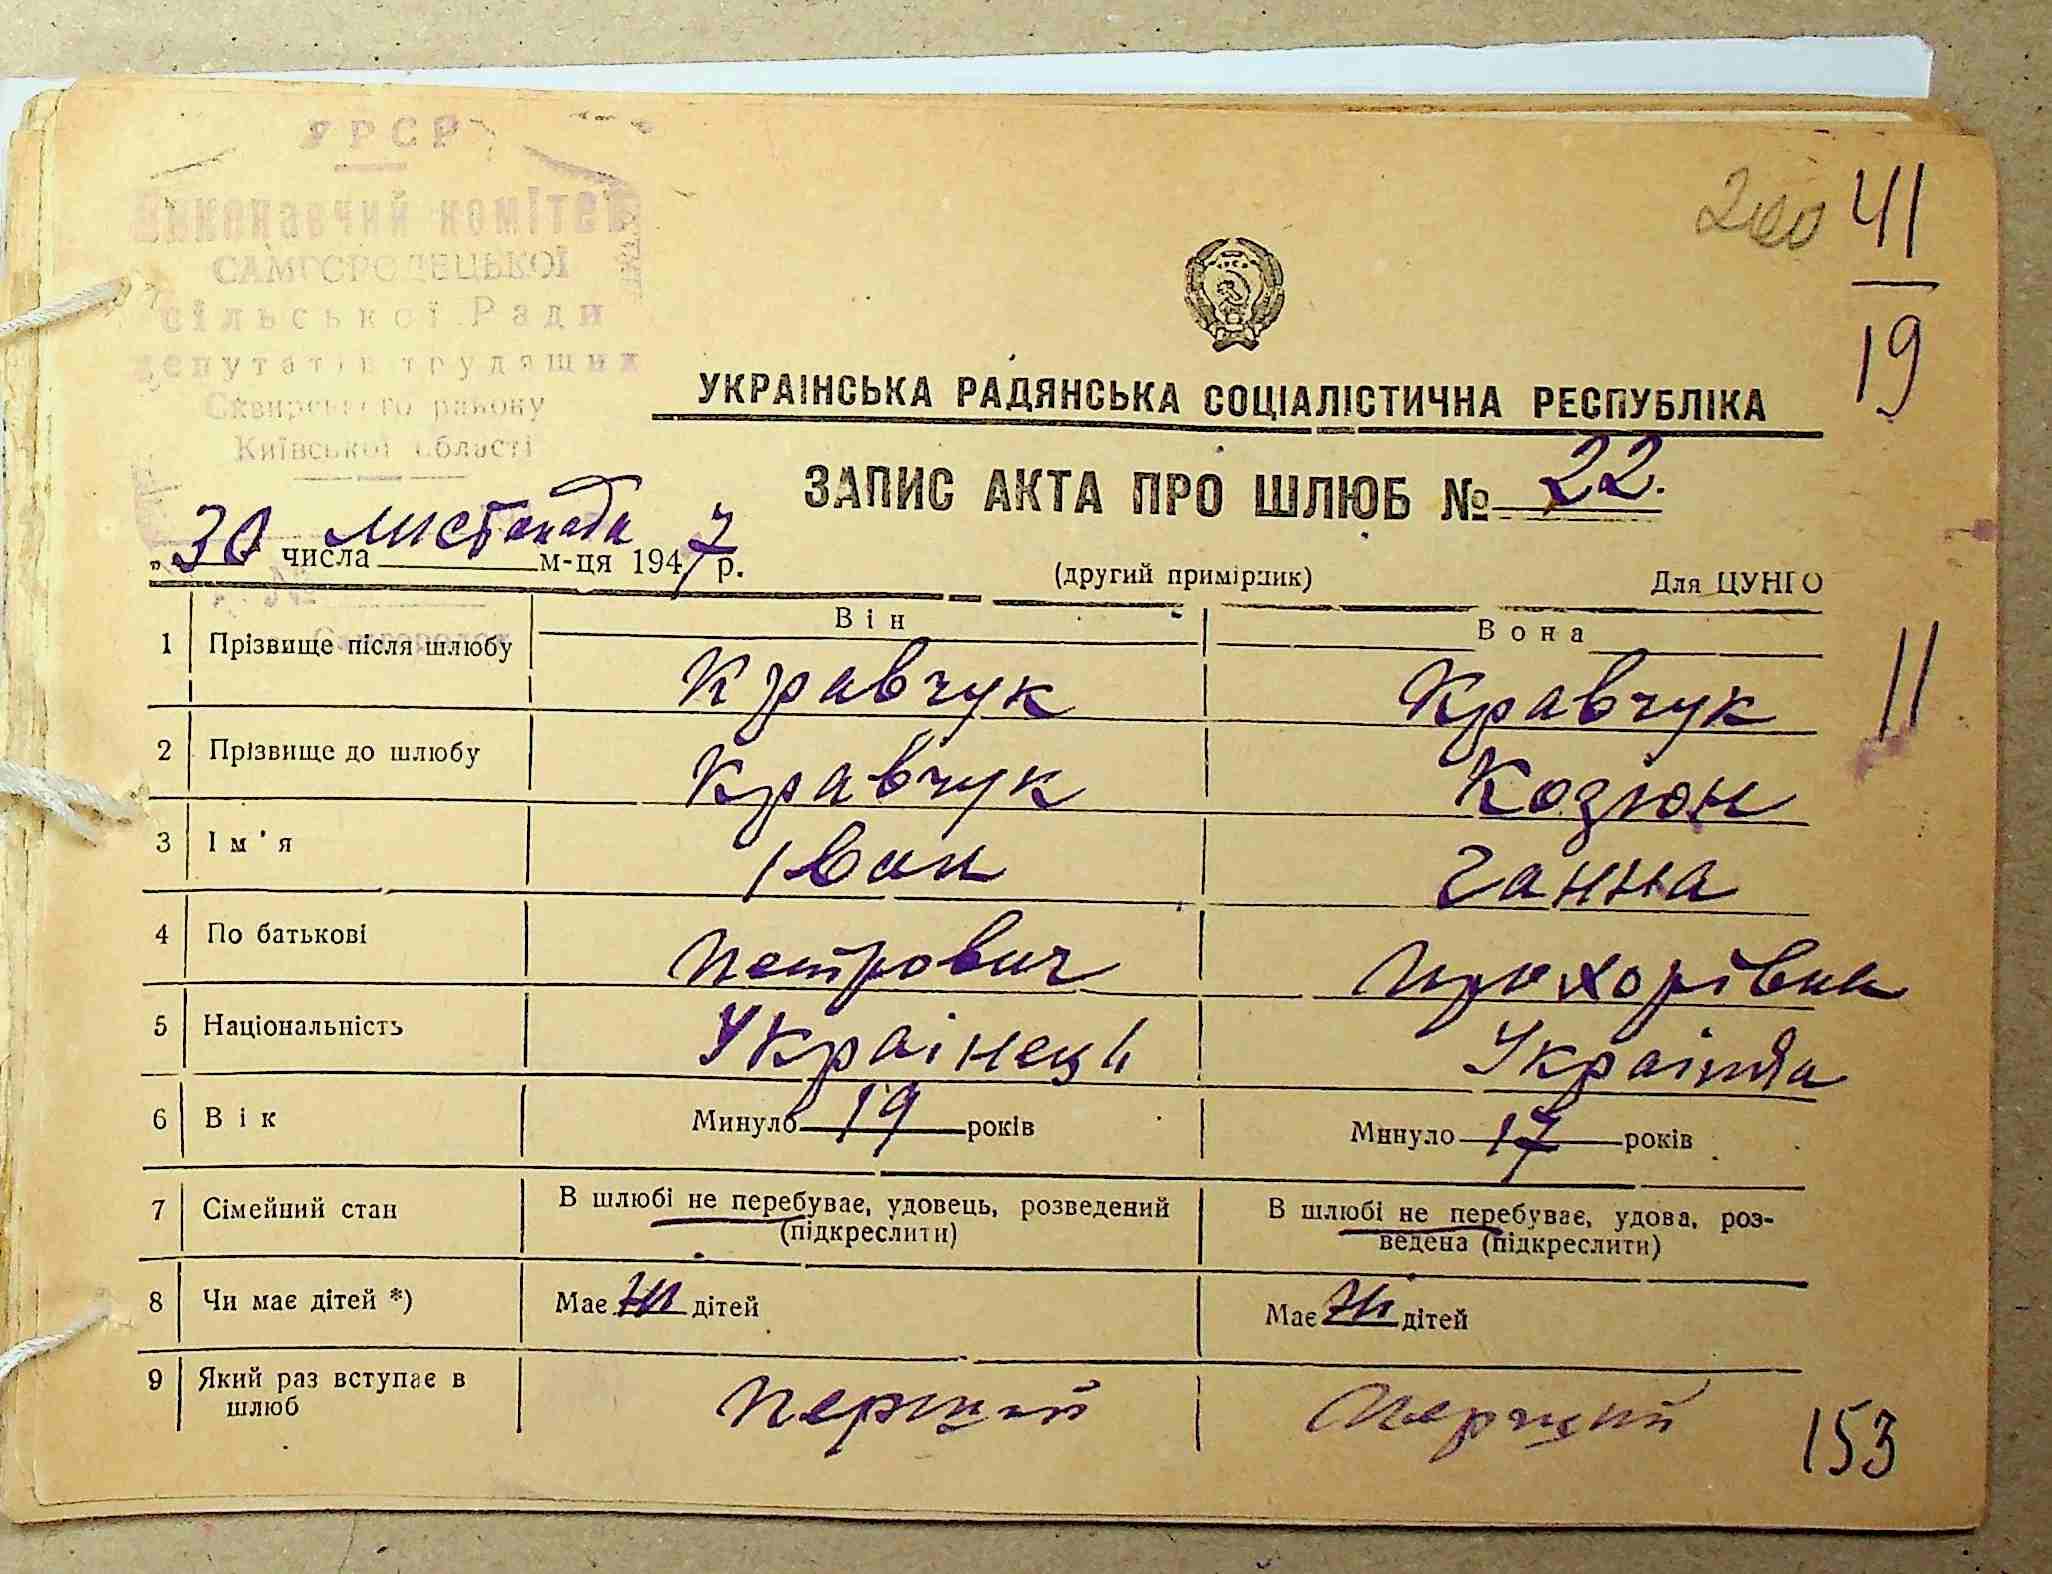 УРСР
Виконавчий комітет
САМГОРОДЕЦЬКОЇ
сільської Ради
депутатів трудящих
Сквирського району
Київської області
41
19
УКРАЇНСЬКА РАДЯНСЬКА СОЦІАЛІСТИЧНА РЕСПУБЛІКА
ЗАПИС АКТА ПРО ШЛЮБ № 22.
„30 числа листопада м-ця 1947 р.
(другий примірник) Для ЦУНГО
Він Вона
1 Прізвище після шлюбу Кравчук Кравчук
2 Прізвище до шлюбу Кравчук Козюн
3 Ім'я Іван Ганна
4 По батькові Петрович Прохорівна
5 Національність Українець Українка
6 Вік Минуло 19 років Минуло 17 років
7 Сімейний стан В шлюбі не перебуває, удовець, розведений В шлюбі не перебуває, удова, роз-
(підкреслити) ведена (підкреслити)
8 Чи має дітей *) Має ні дітей Має ні дітей
9 Який раз вступає в
шлюб перший перший
11
153